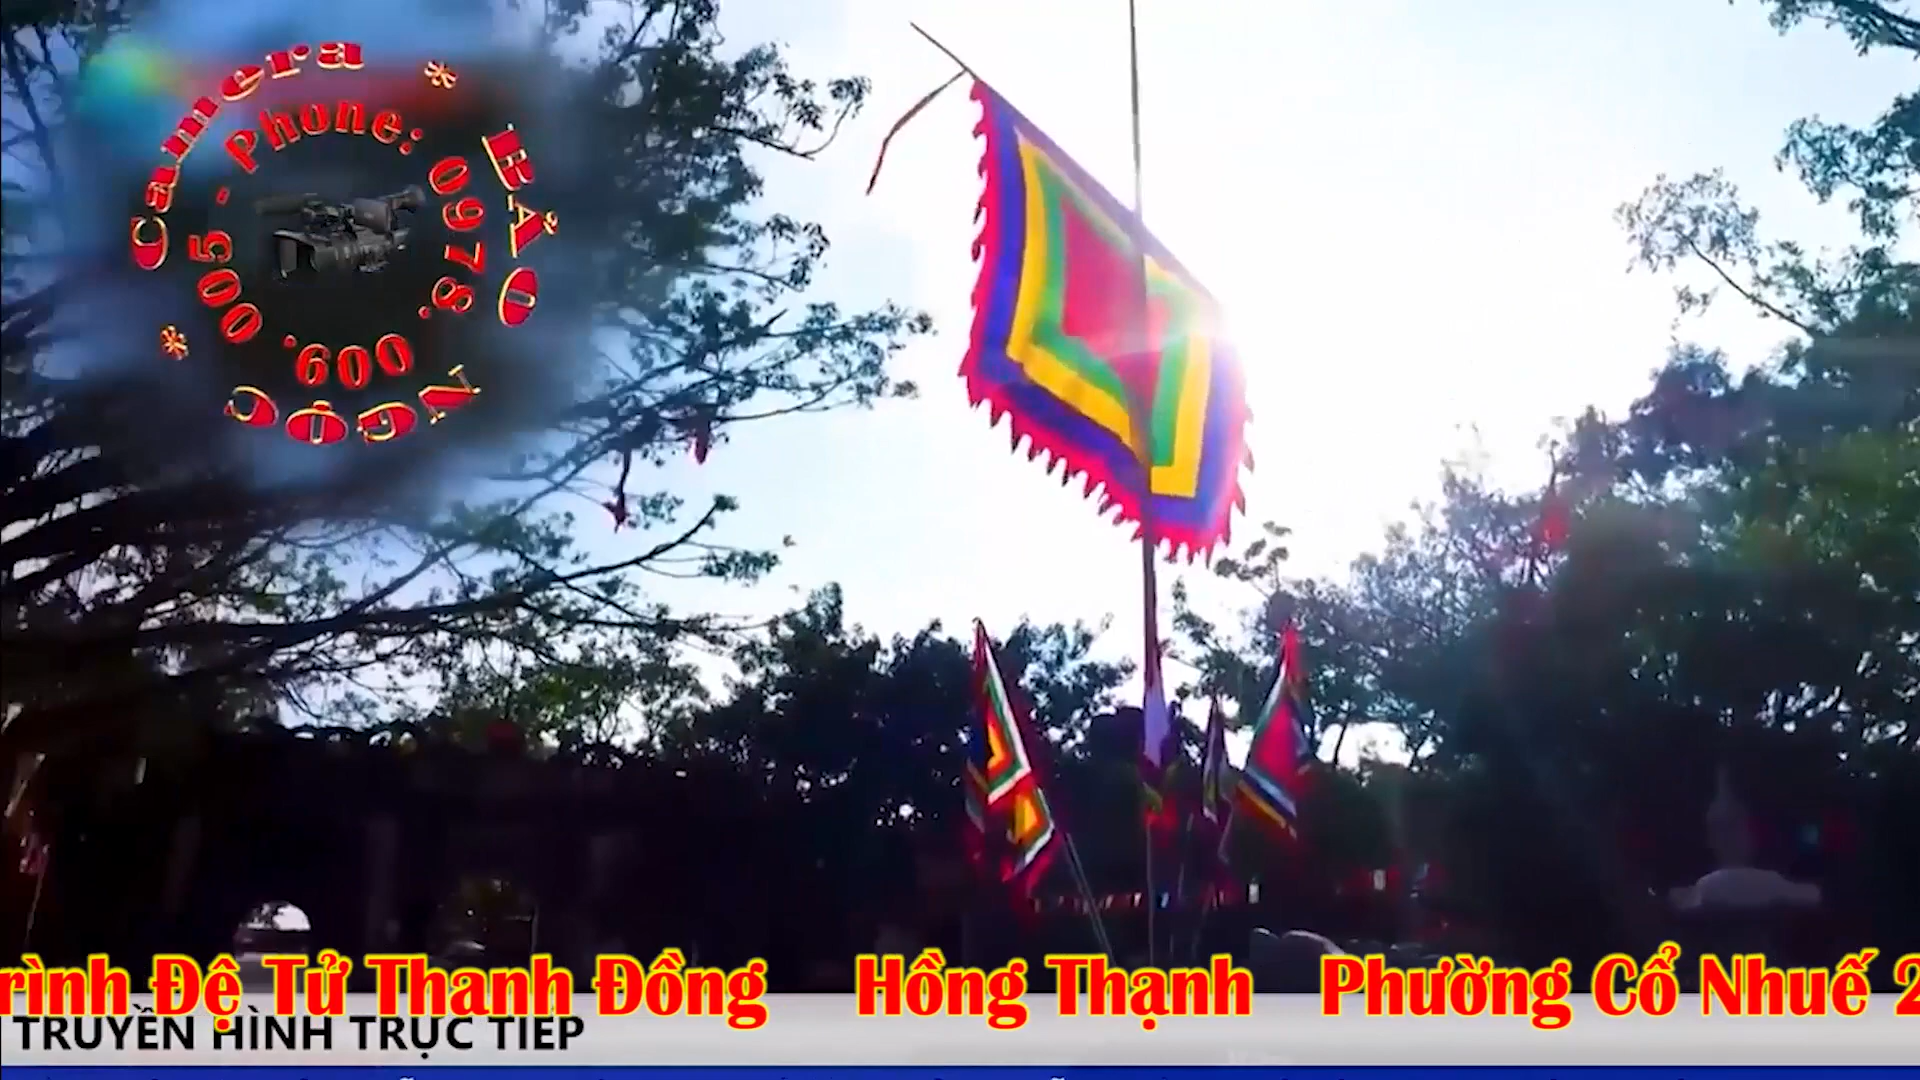 Camera * BẢO NGỌC *
- Phone: 0978. 009. 005
rình Đệ Tử Thanh Đồng Hồng Thạnh Phường Cổ Nhuế 2
TRUYỀN HÌNH TRỰC TIẾP